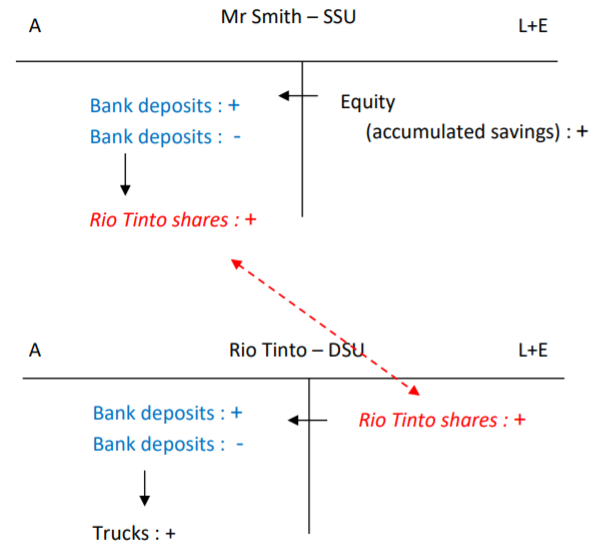 A Mr Smith – SSU L+E
Bank deposits : + Equity
Bank deposits : - (accumulated savings) : +
Rio Tinto shares : +
A Rio Tinto – DSU L+E
Bank deposits : + Rio Tinto shares : +
Bank deposits : -
Trucks : +